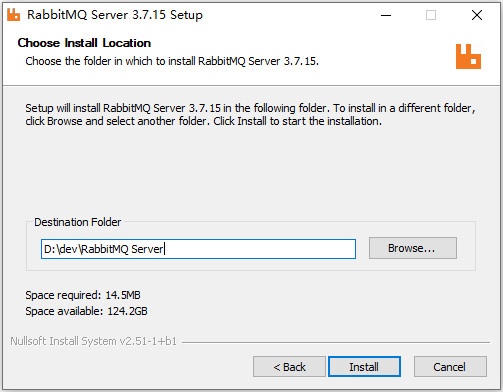 RabbitMQ Server 3.7.15 Setup
Choose Install Location
Choose the folder in which to install RabbitMQ Server 3.7.15.
Setup will install RabbitMQ Server 3.7.15 in the following folder. To install in a different folder,
click Browse and select another folder. Click Install to start the installation.
Destination Folder
D:\dev\RabbitMQ Server
Browse...
Space required: 14.5MB
Space available: 124.2GB
Nullsoft Install System v2.51-1+b1
< Back
Install
Cancel